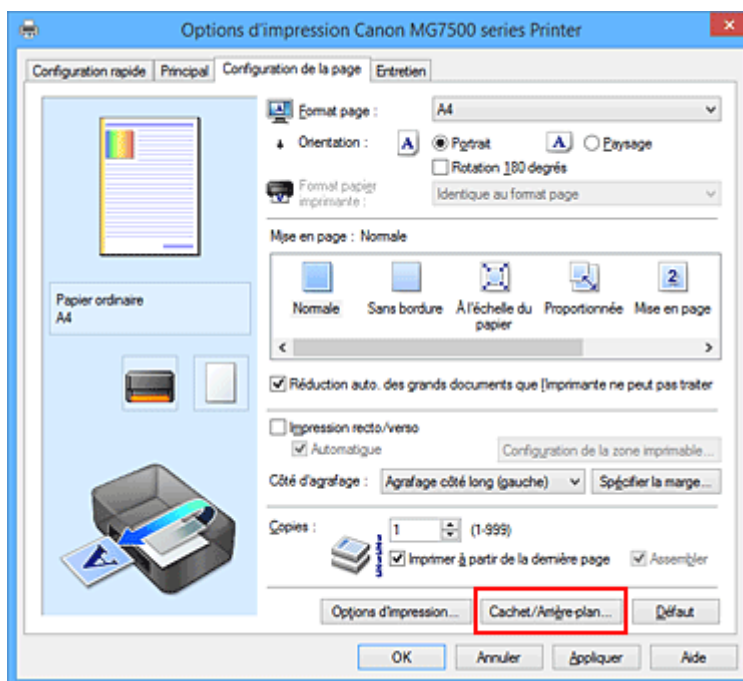 Options d'impression Canon MG7500 series Printer
Configuration rapide Principal Configuration de la page Entretien
Format page : A4
Orientation : A Portrait A Paysage
Rotation 180 degrés
Format papier imprimante : Identique au format page
Mise en page : Normale
2
Normale Sans bordure À l'échelle du papier Proportionnée Mise en page
Papier ordinaire
A4
Réduction auto. des grands documents que l'imprimante ne peut pas traiter
Impression recto/verso
Automatique Configuration de la zone imprimable...
Côté d'agrafage : Agrafage côté long (gauche) Spécifier la marge...
Copies : 1 (1-999)
Imprimer à partir de la dernière page Assembler
Options d'impression... Cachet/Arrière-plan... Défaut
OK Annuler Appliquer Aide